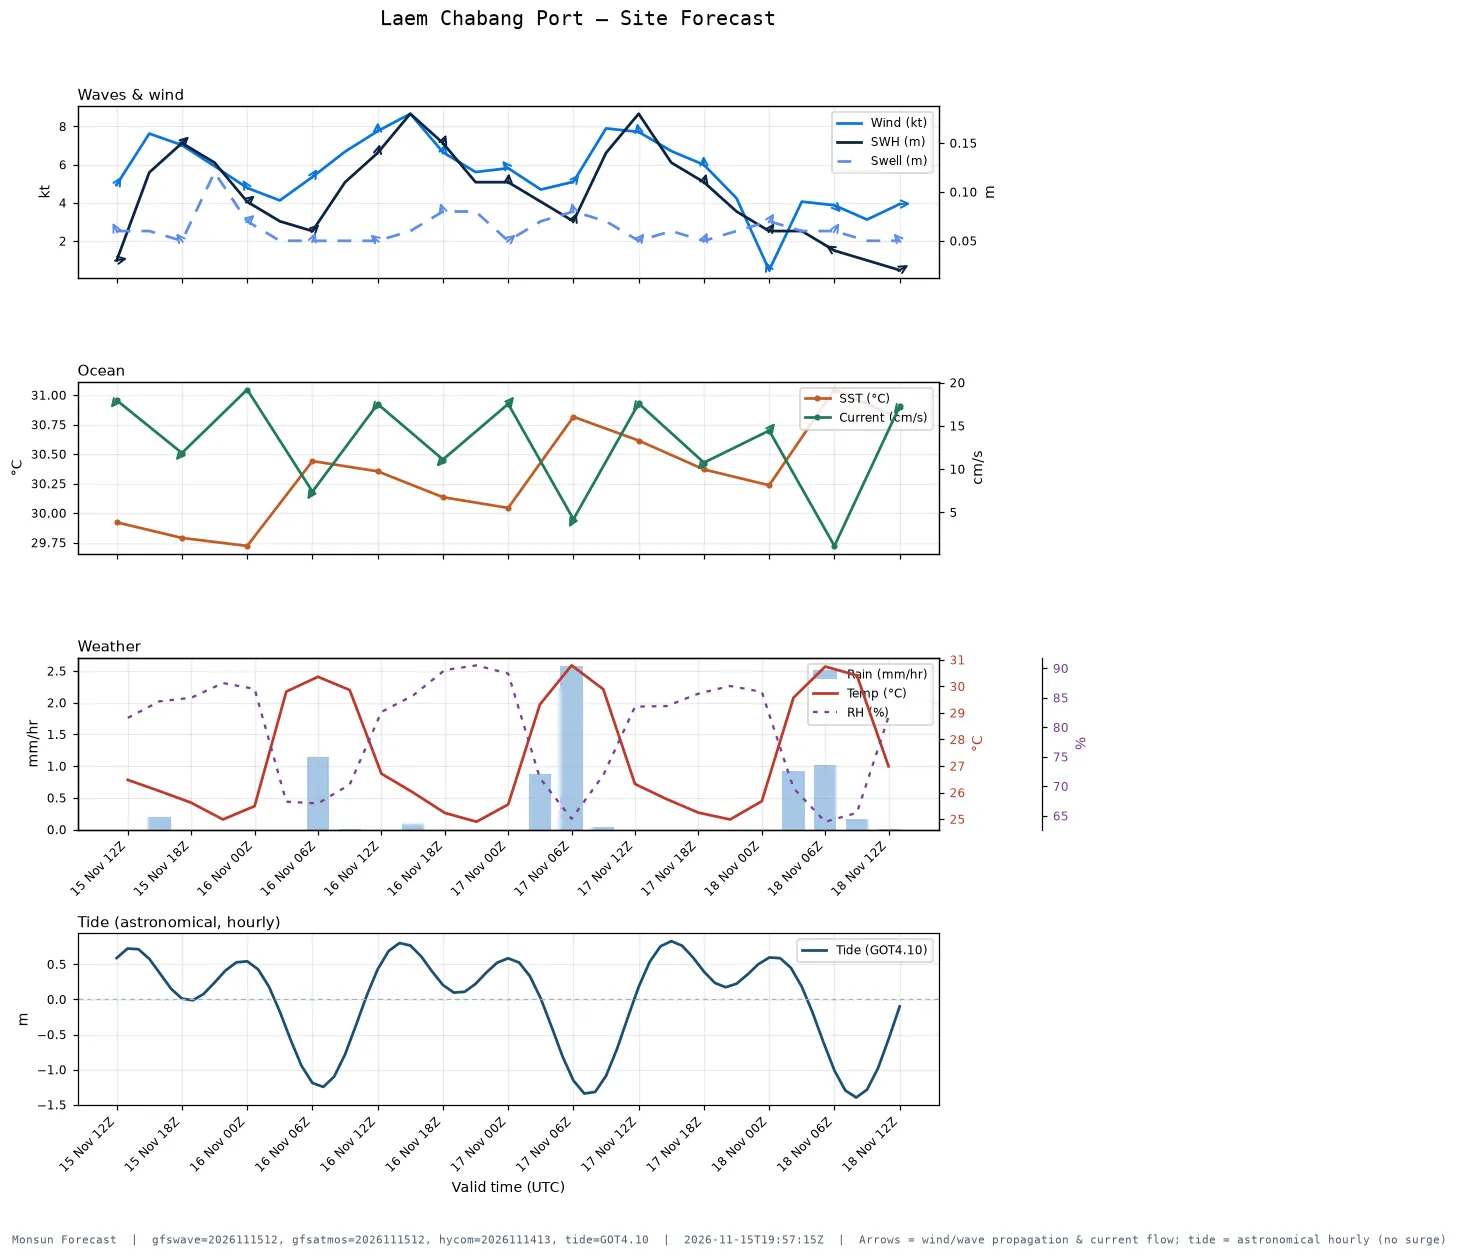 Laem Chabang Port — Site Forecast
Waves & wind
8
6
4
2
kt
0.15
0.10
0.05
m
Wind (kt)
SWH (m)
Swell (m)
Ocean
31.00
30.75
30.50
30.25
30.00
29.75
°C
20
15
10
5
cm/s
SST (°C)
Current (cm/s)
Weather
2.5
2.0
1.5
1.0
0.5
0.0
mm/hr
31
30
29
28
27
26
25
°C
90
85
80
75
70
65
%
Rain (mm/hr)
Temp (°C)
RH (%)
15 Nov 12Z
15 Nov 18Z
16 Nov 00Z
16 Nov 06Z
16 Nov 12Z
16 Nov 18Z
17 Nov 00Z
17 Nov 06Z
17 Nov 12Z
17 Nov 18Z
18 Nov 00Z
18 Nov 06Z
18 Nov 12Z
Tide (astronomical, hourly)
0.5
0.0
−0.5
−1.0
−1.5
m
Tide (GOT4.10)
15 Nov 12Z
15 Nov 18Z
16 Nov 00Z
16 Nov 06Z
16 Nov 12Z
16 Nov 18Z
17 Nov 00Z
17 Nov 06Z
17 Nov 12Z
17 Nov 18Z
18 Nov 00Z
18 Nov 06Z
18 Nov 12Z
Valid time (UTC)
Monsun Forecast | gfswave=2026111512, gfsatmos=2026111512, hycom=2026111413, tide=GOT4.10 | 2026-11-15T19:57:15Z | Arrows = wind/wave propagation & current flow; tide = astronomical hourly (no surge)